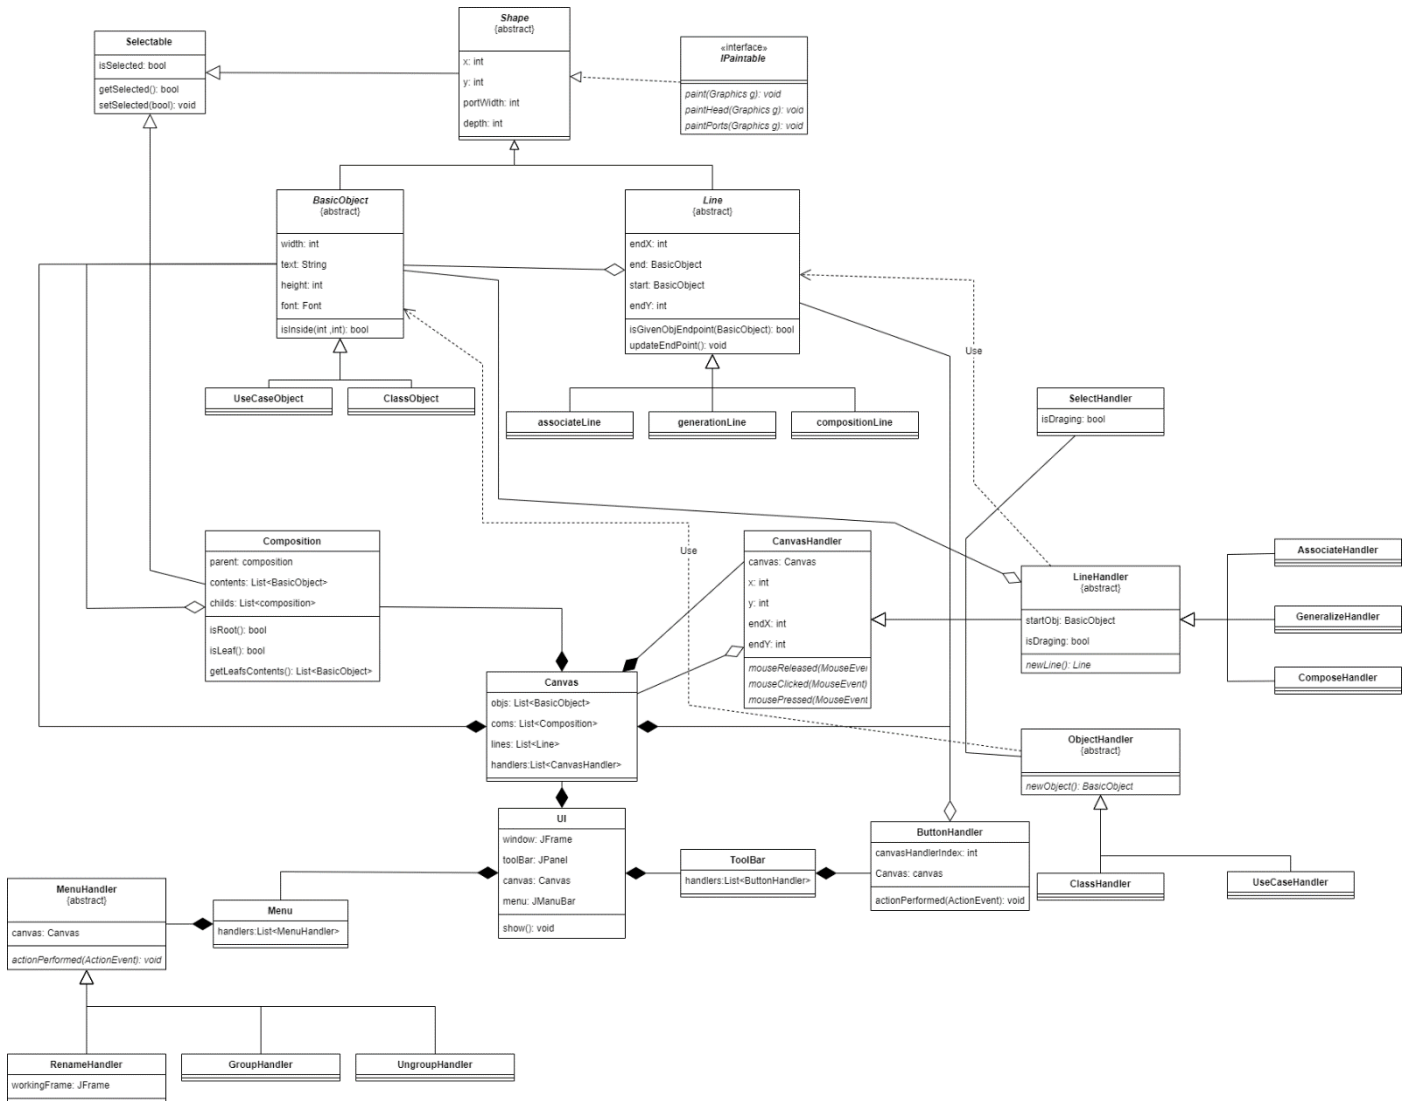 Shape
{abstract}
x: int
y: int
portWidth: int
depth: int
Selectable
isSelected: bool
getSelected(): bool
setSelected(bool): void
«interface»
IPaintable
paint(Graphics g): void
paintHead(Graphics g): void
paintPorts(Graphics g): void
BasicObject
{abstract}
width: int
text: String
height: int
font: Font
isInside(int ,int): bool
Line
{abstract}
endX: int
end: BasicObject
start: BasicObject
endY: int
isGivenObjEndpoint(BasicObject): bool
updateEndPoint(): void
Use
UseCaseObject
ClassObject
associateLine
generationLine
compositionLine
SelectHandler
isDraging: bool
Composition
parent: composition
contents: List<BasicObject>
childs: List<composition>
isRoot(): bool
isLeaf(): bool
getLeafsContents(): List<BasicObject>
Use
CanvasHandler
canvas: Canvas
x: int
y: int
endX: int
endY: int
mouseReleased(MouseEve
mouseClicked(MouseEvent)
mousePressed(MouseEvent
LineHandler
{abstract}
startObj: BasicObject
isDraging: bool
newLine(): Line
AssociateHandler
GeneralizeHandler
ComposeHandler
Canvas
objs: List<BasicObject>
coms: List<Composition>
lines: List<Line>
handlers:List<CanvasHandler>
ObjectHandler
{abstract}
newObject(): BasicObject
UI
window: JFrame
toolBar: JPanel
canvas: Canvas
menu: JManuBar
show(): void
ToolBar
handlers:List<ButtonHandler>
ButtonHandler
canvasHandlerIndex: int
Canvas: canvas
actionPerformed(ActionEvent): void
ClassHandler
UseCaseHandler
MenuHandler
{abstract}
canvas: Canvas
actionPerformed(ActionEvent): void
Menu
handlers:List<MenuHandler>
RenameHandler
workingFrame: JFrame
GroupHandler
UngroupHandler